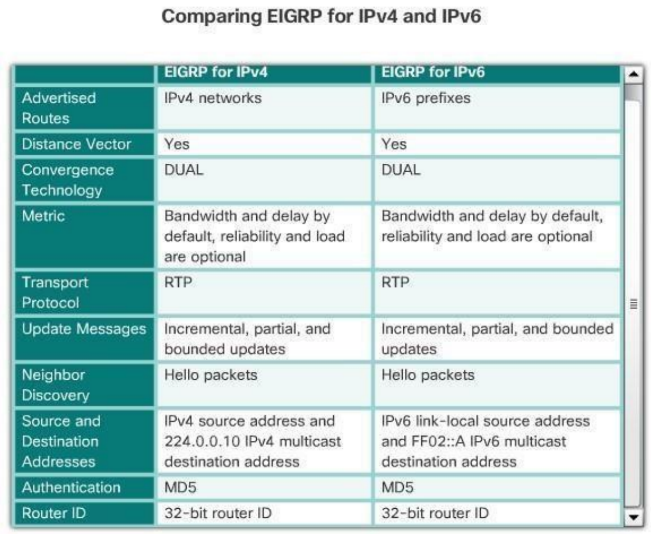 Comparing EIGRP for IPv4 and IPv6
EIGRP for IPv4 EIGRP for IPv6
Advertised Routes IPv4 networks IPv6 prefixes
Distance Vector Yes Yes
Convergence Technology DUAL DUAL
Metric Bandwidth and delay by default, reliability and load are optional Bandwidth and delay by default, reliability and load are optional
Transport Protocol RTP RTP
Update Messages Incremental, partial, and bounded updates Incremental, partial, and bounded updates
Neighbor Discovery Hello packets Hello packets
Source and Destination Addresses IPv4 source address and 224.0.0.10 IPv4 multicast destination address IPv6 link-local source address and FF02::A IPv6 multicast destination address
Authentication MD5 MD5
Router ID 32-bit router ID 32-bit router ID